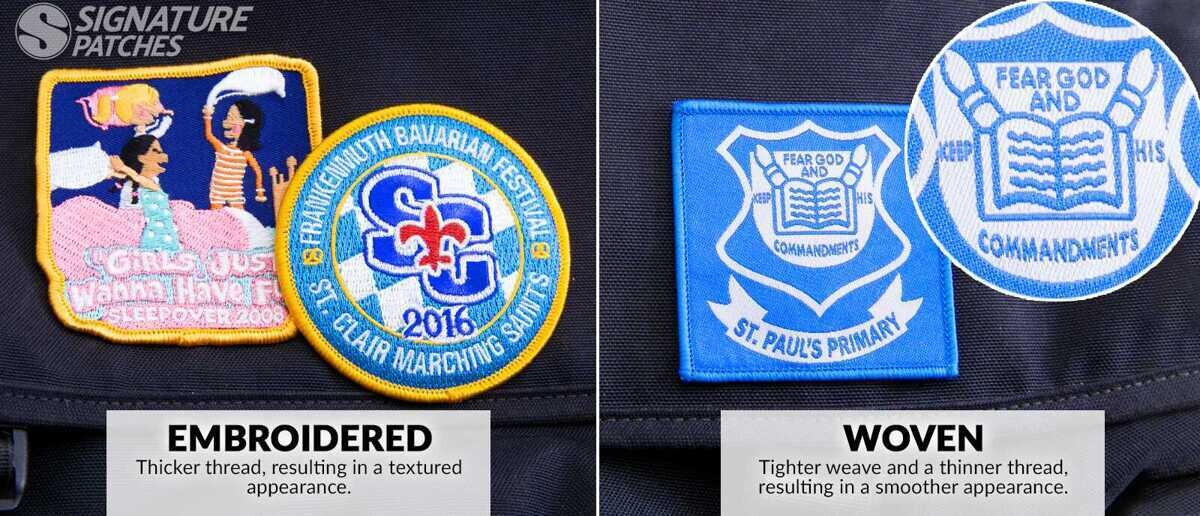 SIGNATURE
PATCHES
"GIRLS JUS
Wanna Have F
SLEEPOVER 2008
FRANKENMUTH BAVARIAN FESTIVAL
SC
2016
ST. CLAIR MARCHING SAINTS
EMBROIDERED
Thicker thread, resulting in a textured
appearance.
FEAR GOD
AND
KEEP HIS
COMMANDMENTS
ST. PAUL'S PRIMARY
FEAR GOD
AND
KEEP HIS
COMMANDMENTS
WOVEN
Tighter weave and a thinner thread,
resulting in a smoother appearance.